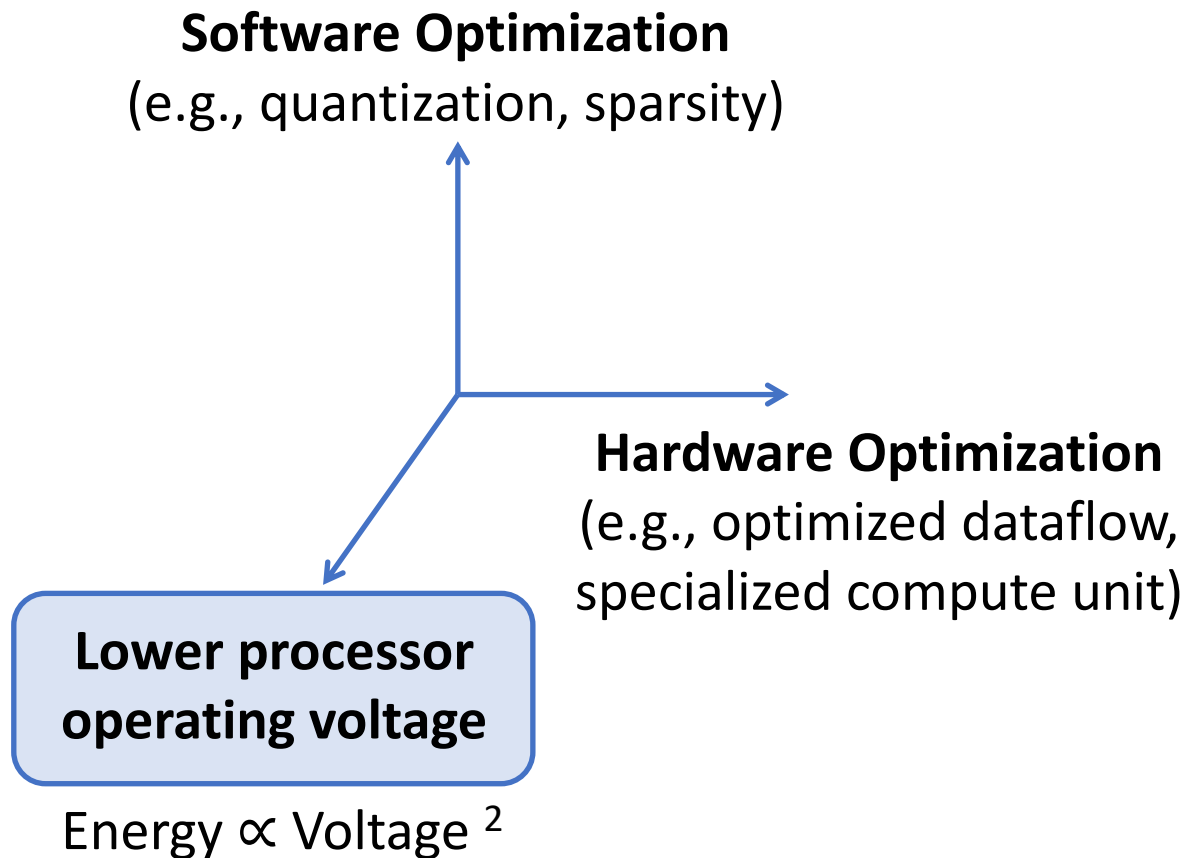 Software Optimization
(e.g., quantization, sparsity)
Hardware Optimization
(e.g., optimized dataflow,
specialized compute unit)
Lower processor
operating voltage
Energy ∝ Voltage ²